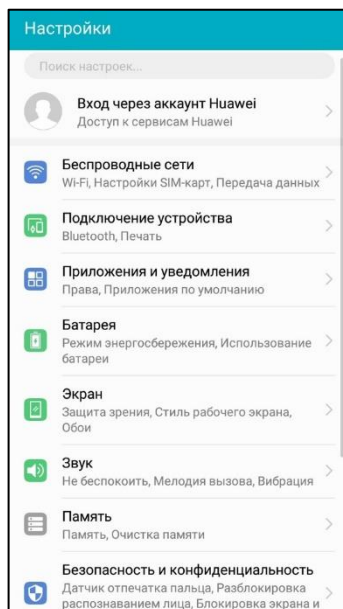 Настройки
Поиск настроек...
Вход через аккаунт Huawei
Доступ к сервисам Huawei
Беспроводные сети
Wi-Fi, Настройки SIM-карт, Передача данных
Подключение устройства
Bluetooth, Печать
Приложения и уведомления
Права, Приложения по умолчанию
Батарея
Режим энергосбережения, Использование
батареи
Экран
Защита зрения, Стиль рабочего экрана,
Обои
Звук
Не беспокоить, Мелодия вызова, Вибрация
Память
Память, Очистка памяти
Безопасность и конфиденциальность
Датчик отпечатка пальца, Разблокировка
распознаванием лица, Блокировка экрана и